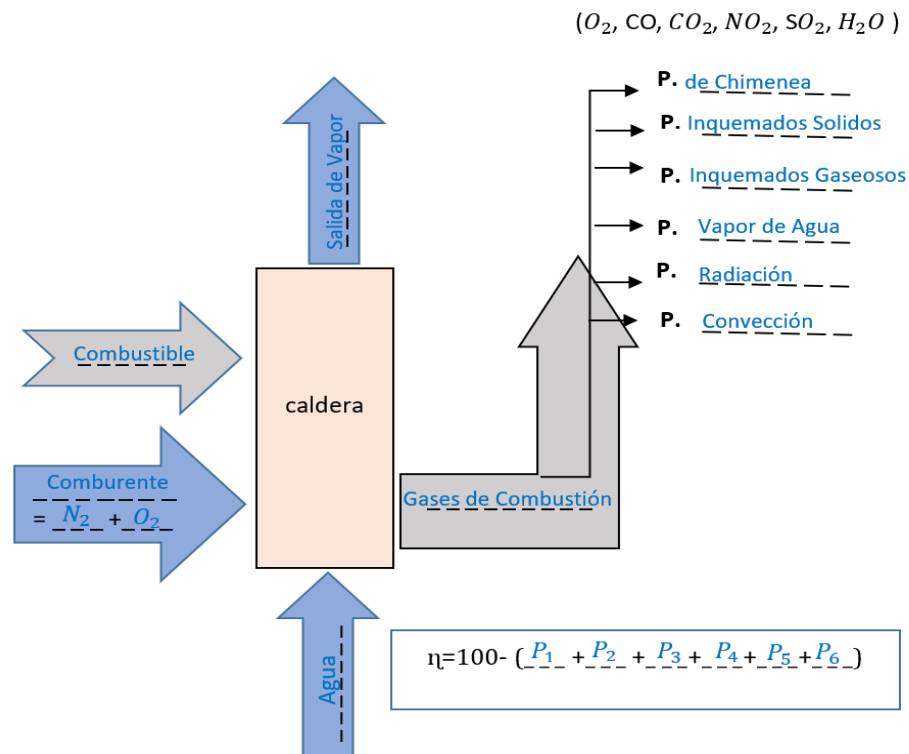 (O₂, CO, CO₂, NO₂, SO₂, H₂O )
P. de Chimenea
P. Inquemados Solidos
P. Inquemados Gaseosos
P. Vapor de Agua
P. Radiación
P. Convección
Salida de Vapor
Combustible
caldera
Comburente
= N₂ + O₂
Gases de Combustión
Agua
η=100- (P₁ +P₂ +P₃+ P₄+ P₅ +P₆)